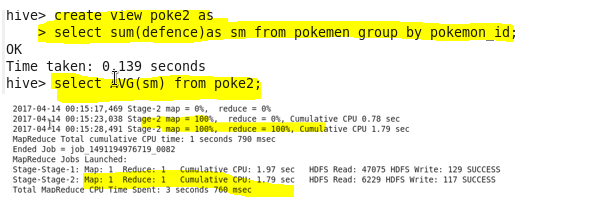 hive> create view poke2 as
> select sum(defence)as sm from pokemen group by pokemon_id;
OK
Time taken: 0.139 seconds
hive> select AVG(sm) from poke2;
2017-04-14 00:15:17,469 Stage-2 map = 0%,  reduce = 0%
2017-04-14 00:15:23,038 Stage-2 map = 100%,  reduce = 0%, Cumulative CPU 0.78 sec
2017-04-14 00:15:28,491 Stage-2 map = 100%,  reduce = 100%, Cumulative CPU 1.79 sec
MapReduce Total cumulative CPU time: 1 seconds 790 msec
Ended Job = job_1491194976719_0082
MapReduce Jobs Launched:
Stage-Stage-1: Map: 1  Reduce: 1   Cumulative CPU: 1.97 sec   HDFS Read: 47075 HDFS Write: 129 SUCCESS
Stage-Stage-2: Map: 1  Reduce: 1   Cumulative CPU: 1.79 sec   HDFS Read: 6229 HDFS Write: 117 SUCCESS
Total MapReduce CPU Time Spent: 3 seconds 760 msec